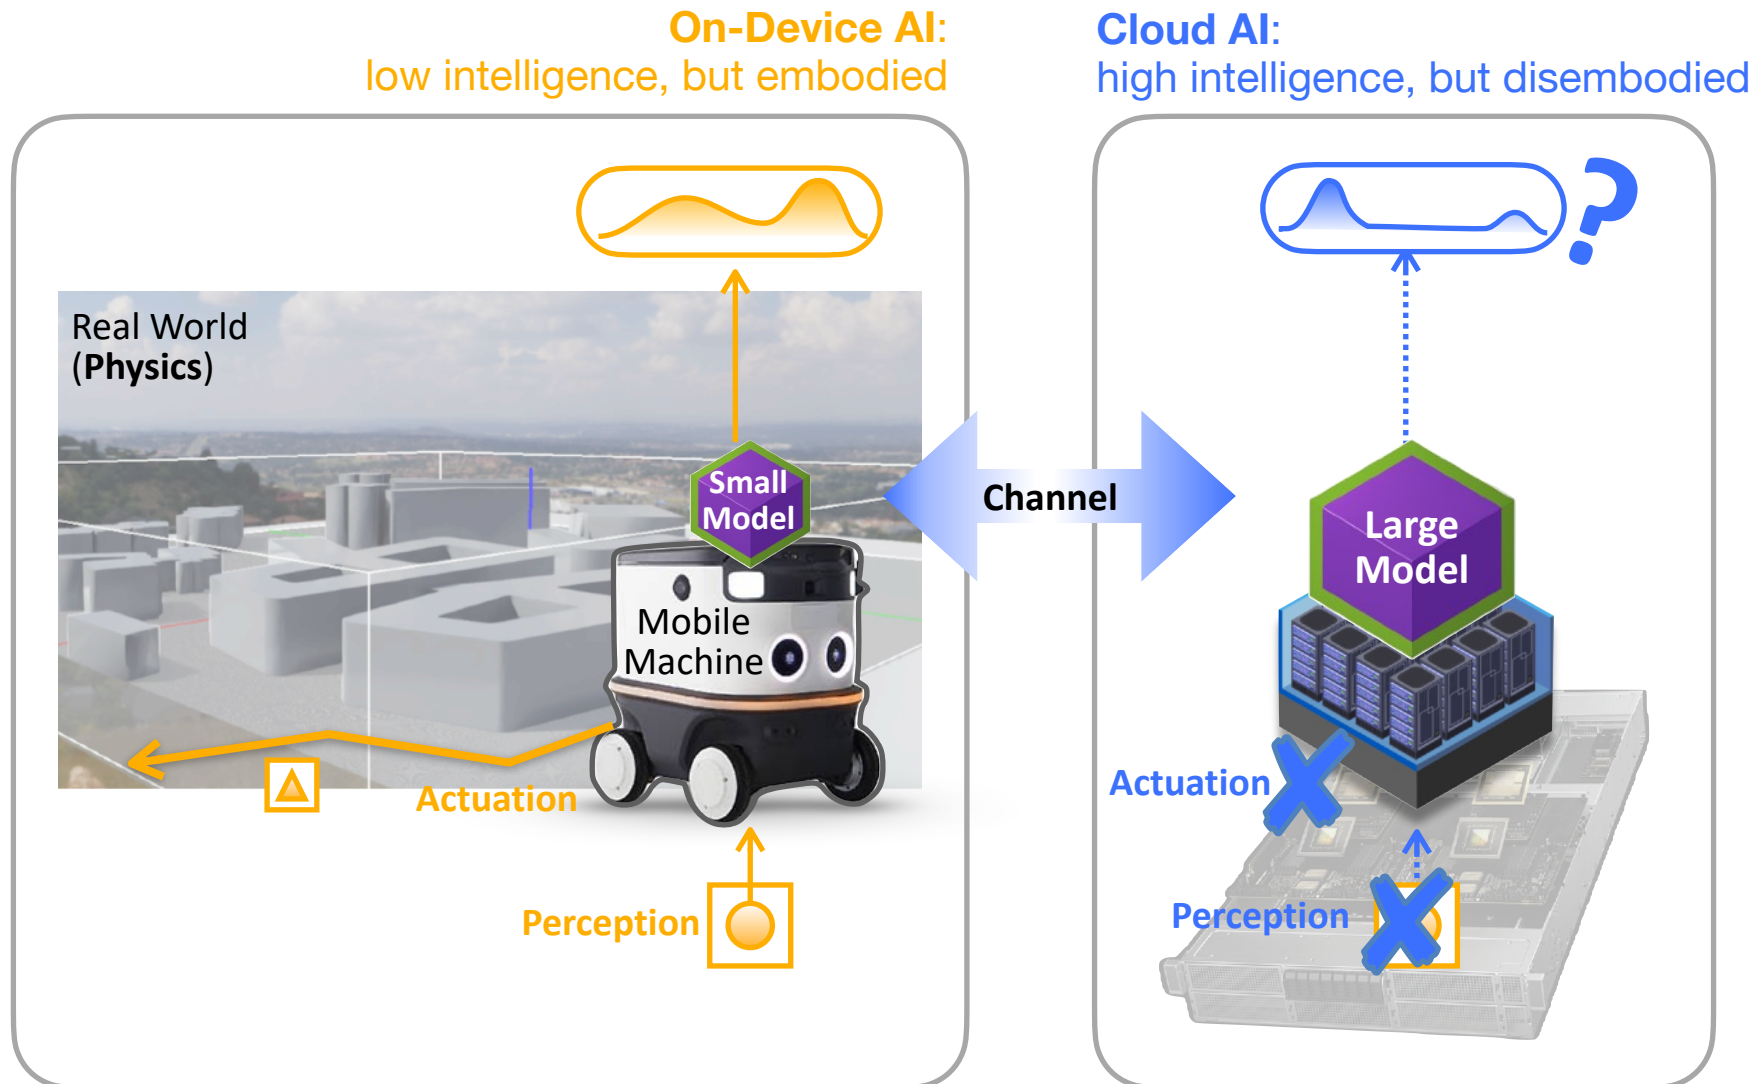 On-Device AI:
low intelligence, but embodied
Cloud AI:
high intelligence, but disembodied
?
Real World
(Physics)
Small
Model
Channel
Large
Model
Mobile
Machine
Actuation
Actuation
Perception
Perception